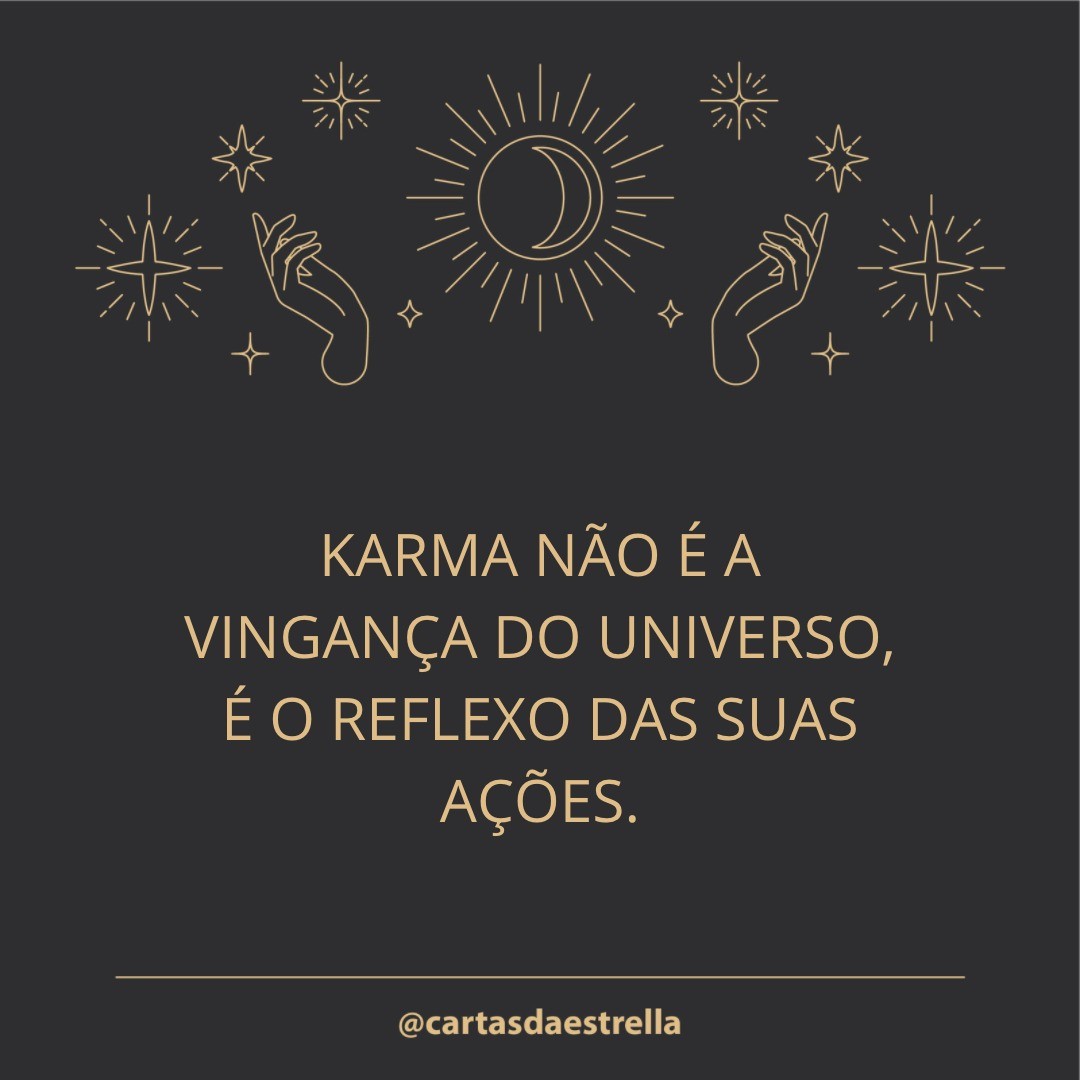 KARMA NÃO É A
VINGANÇA DO UNIVERSO,
É O REFLEXO DAS SUAS
AÇÕES.
@cartasdaestrella